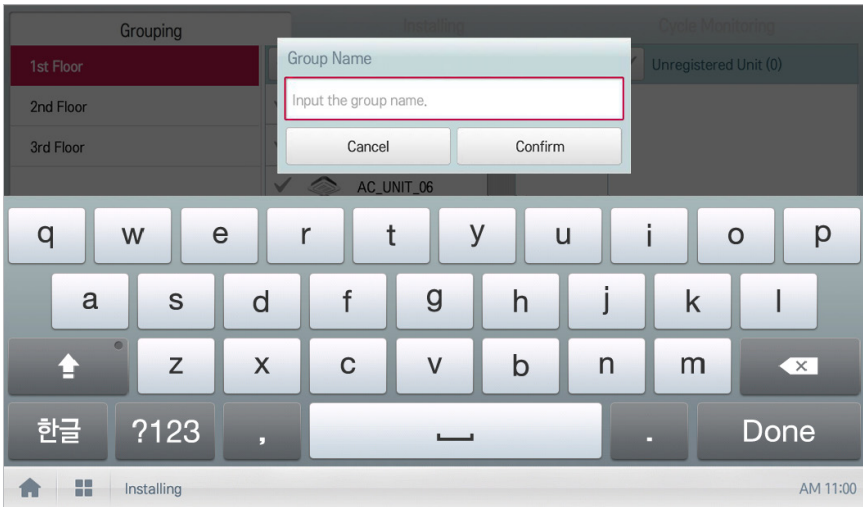 Grouping
Installing
Cycle Monitoring
1st Floor
Group Name
Unregistered Unit (0)
2nd Floor
Input the group name.
3rd Floor
Cancel
Confirm
AC_UNIT_06
q w e r t y u i o p
a s d f g h j k l
z x c v b n m
한글 ?123 , . Done
Installing
AM 11:00